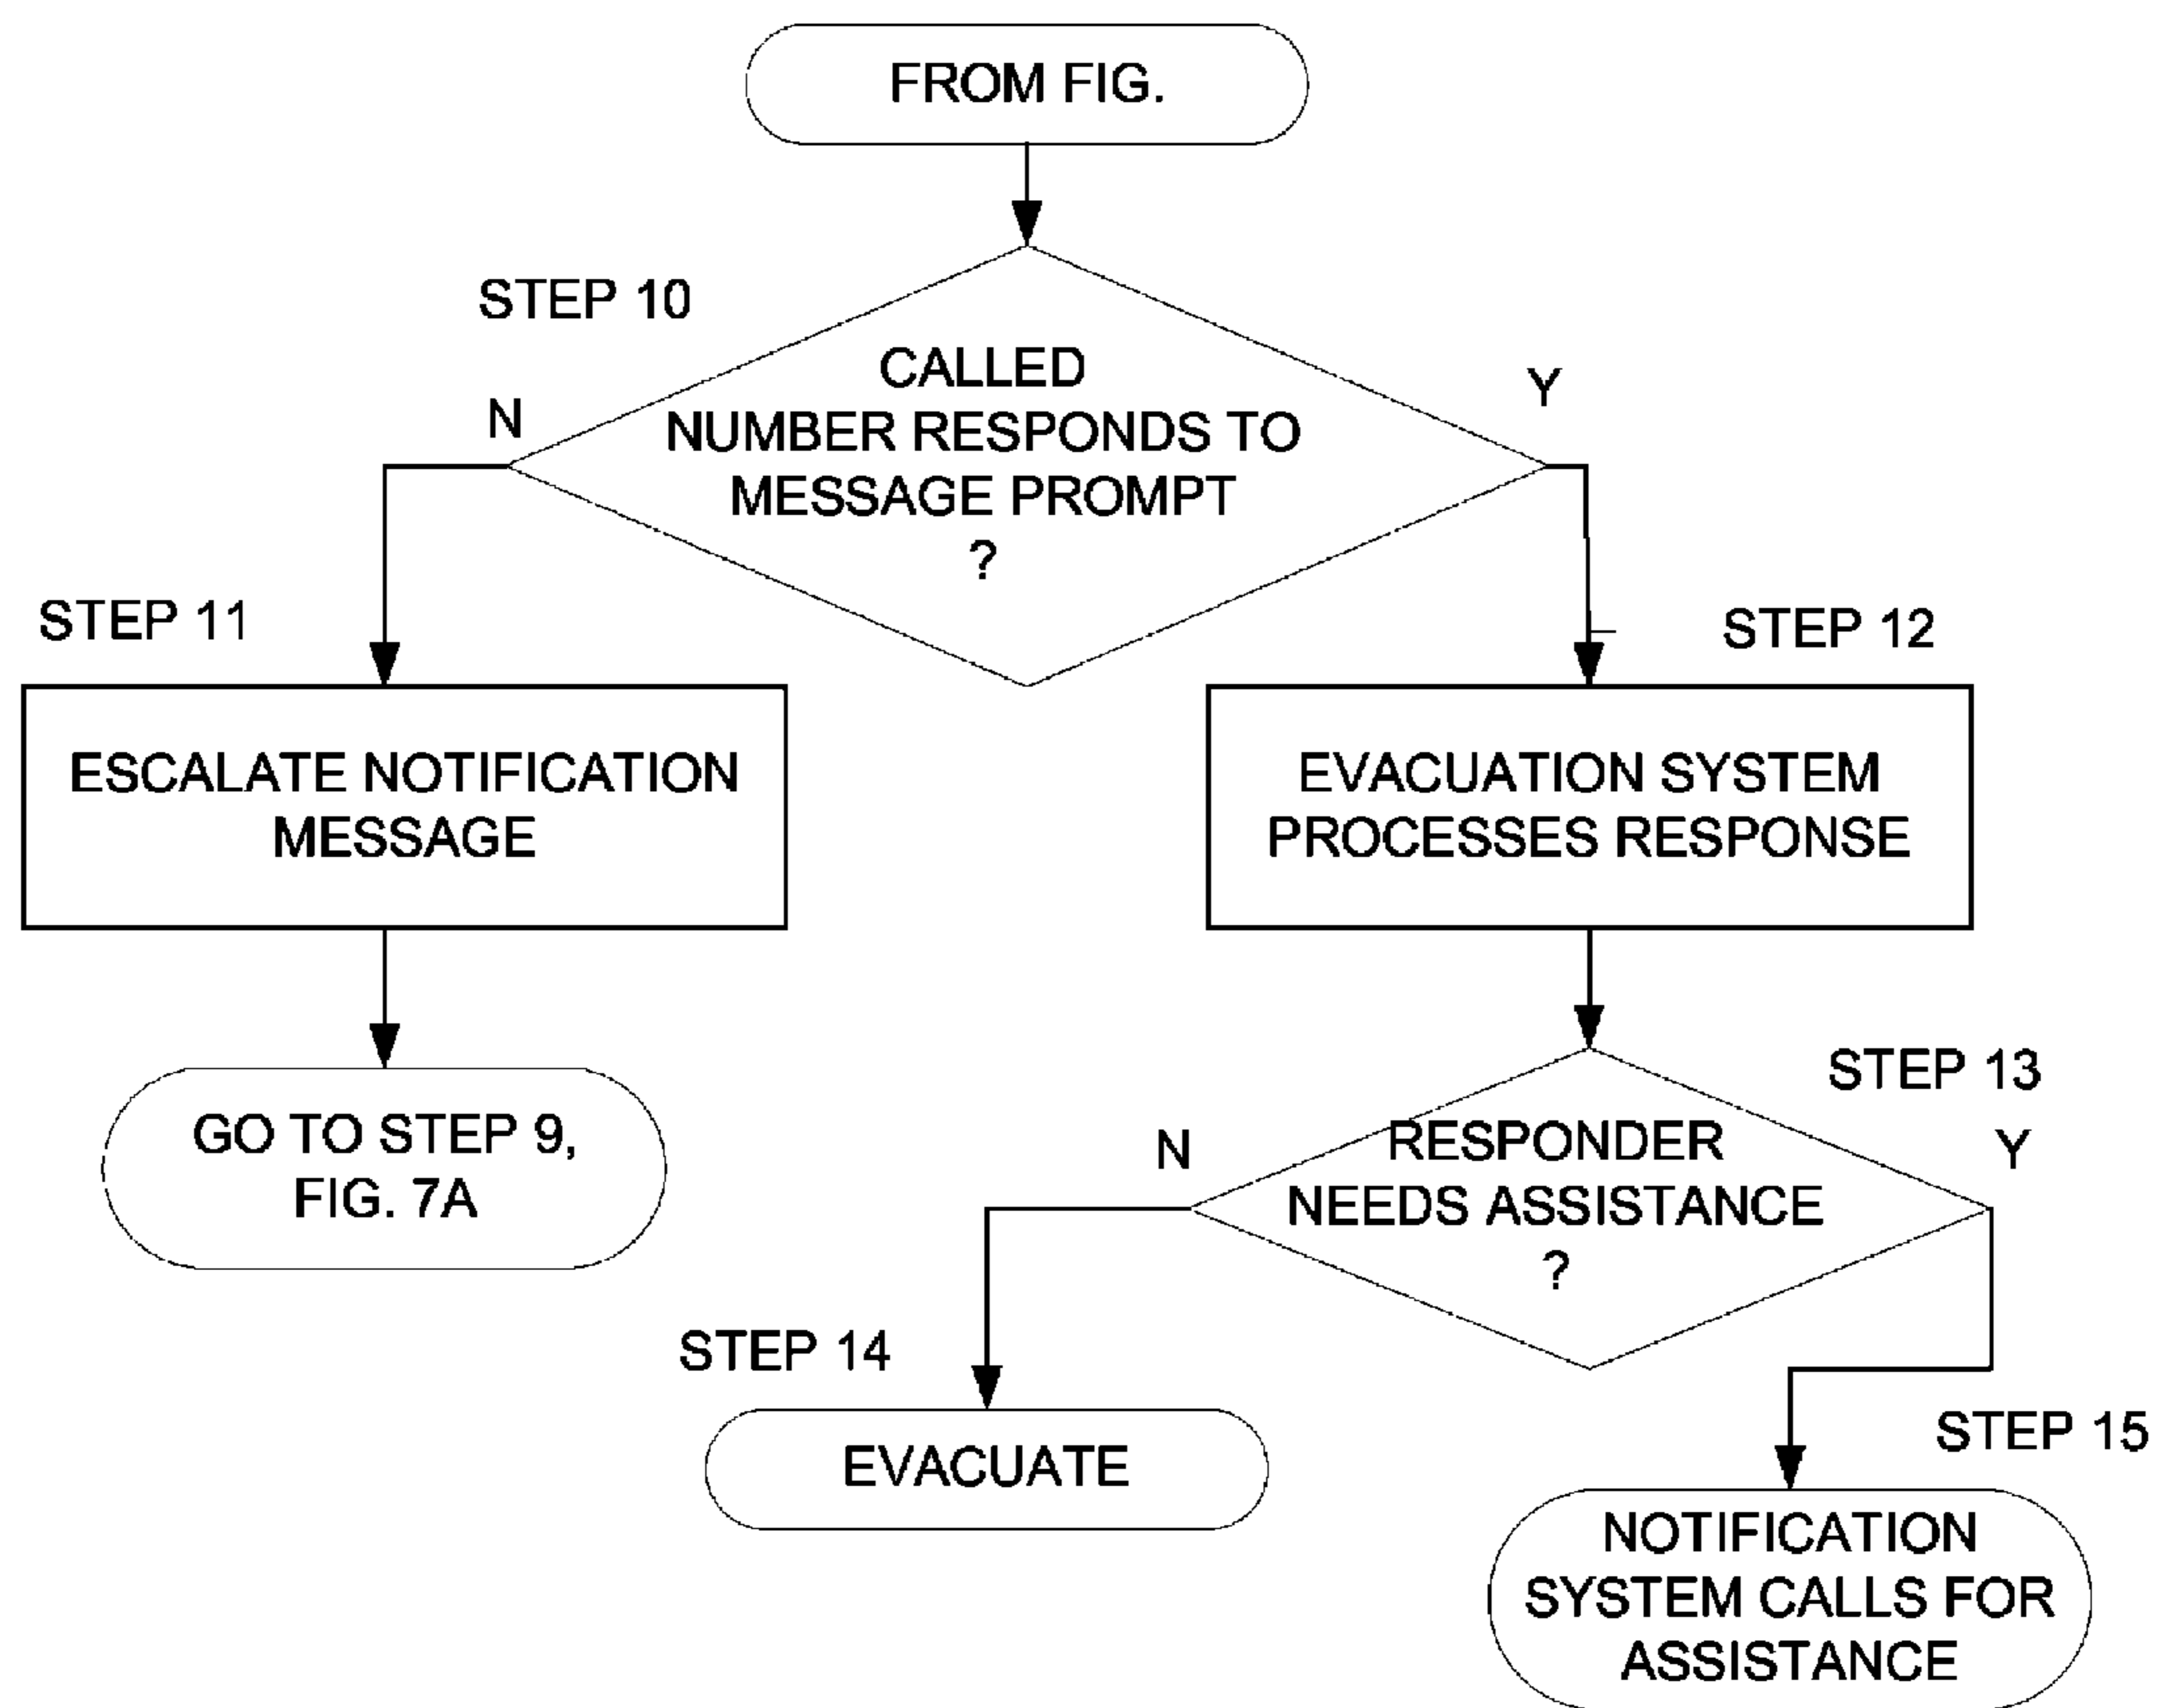 FROM FIG.
STEP 10
CALLED
NUMBER RESPONDS TO
MESSAGE PROMPT
?
N
Y
STEP 11
STEP 12
ESCALATE NOTIFICATION
MESSAGE
EVACUATION SYSTEM
PROCESSES RESPONSE
GO TO STEP 9,
FIG. 7A
STEP 13
RESPONDER
NEEDS ASSISTANCE
?
N
Y
STEP 14
EVACUATE
STEP 15
NOTIFICATION
SYSTEM CALLS FOR
ASSISTANCE